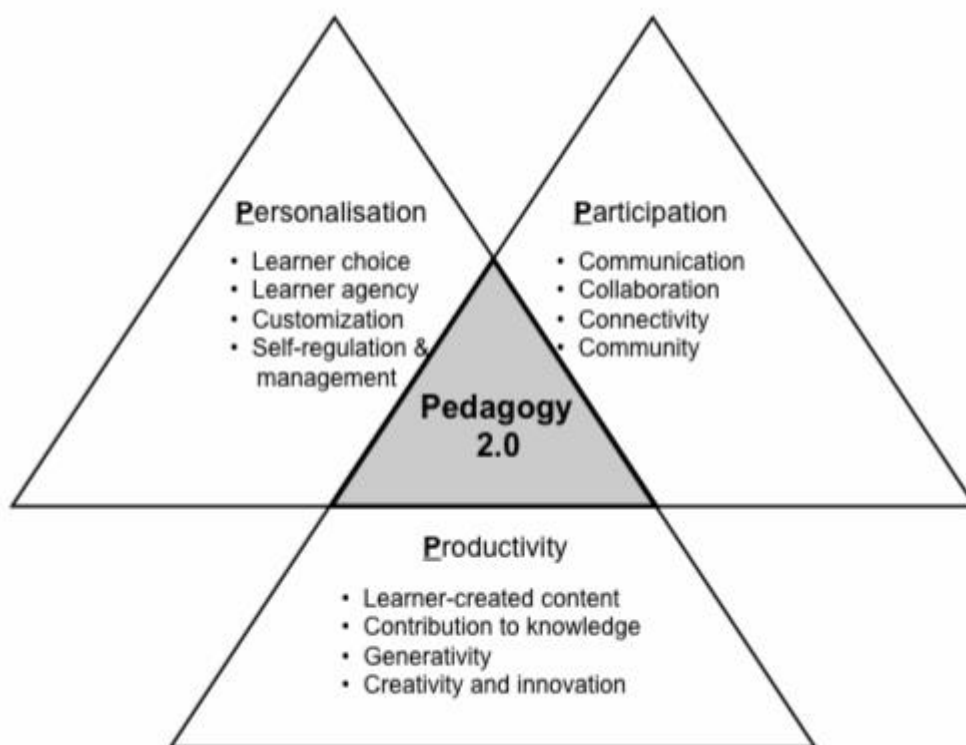 Personalisation
• Learner choice
• Learner agency
• Customization
• Self-regulation &
management
Participation
• Communication
• Collaboration
• Connectivity
• Community
Pedagogy
2.0
Productivity
• Learner-created content
• Contribution to knowledge
• Generativity
• Creativity and innovation